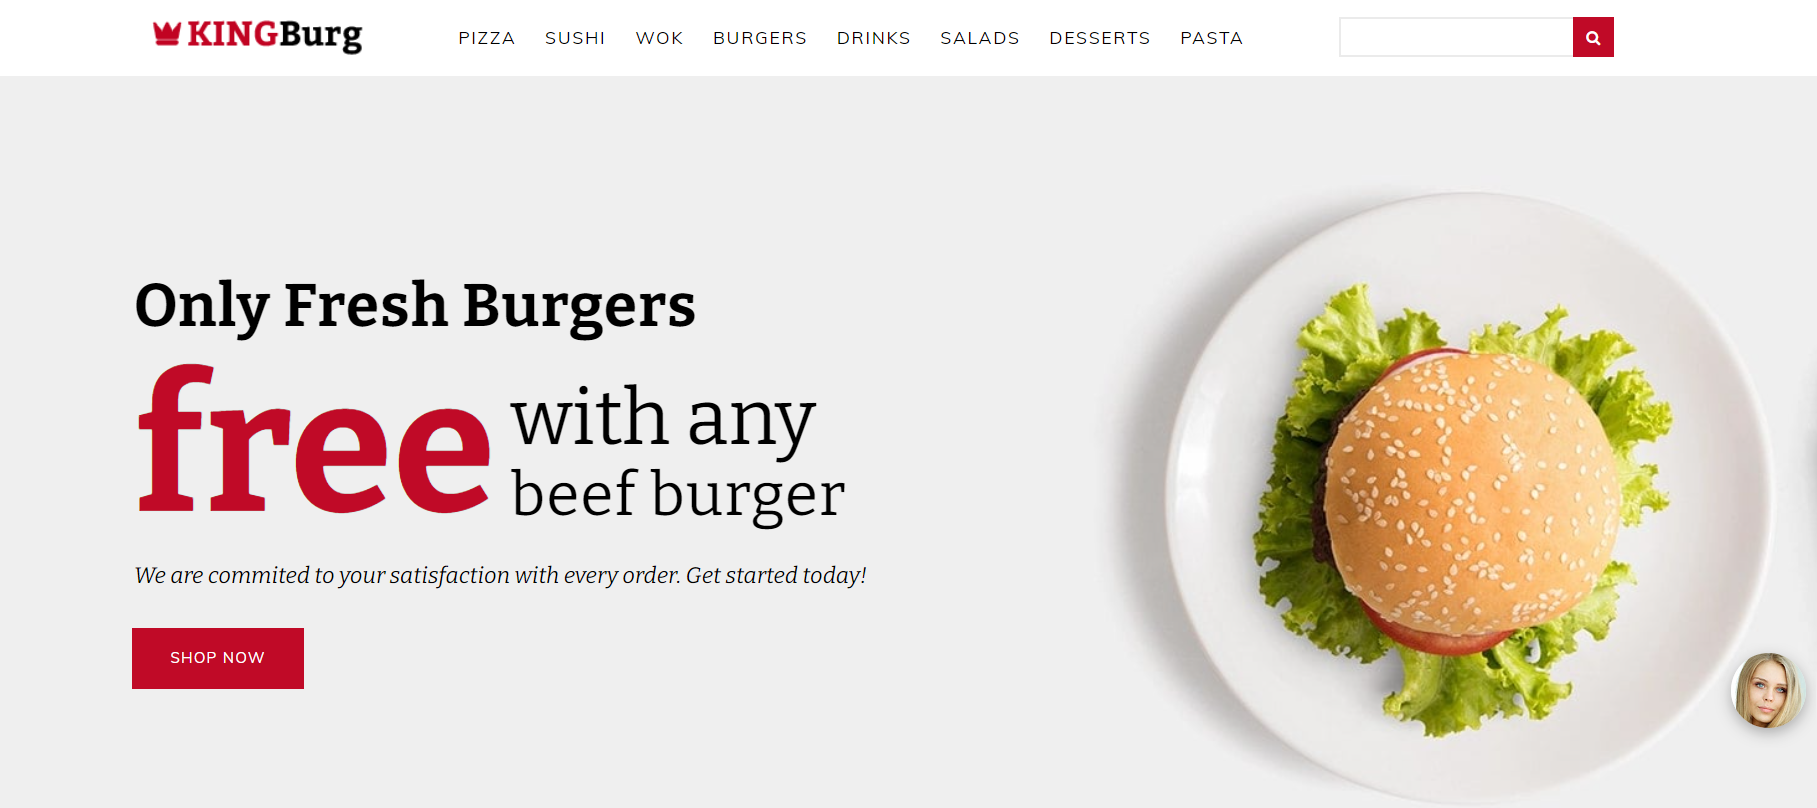 KINGBurg
PIZZA SUSHI WOK BURGERS DRINKS SALADS DESSERTS PASTA
Only Fresh Burgers
free with any
beef burger
We are commited to your satisfaction with every order. Get started today!
SHOP NOW